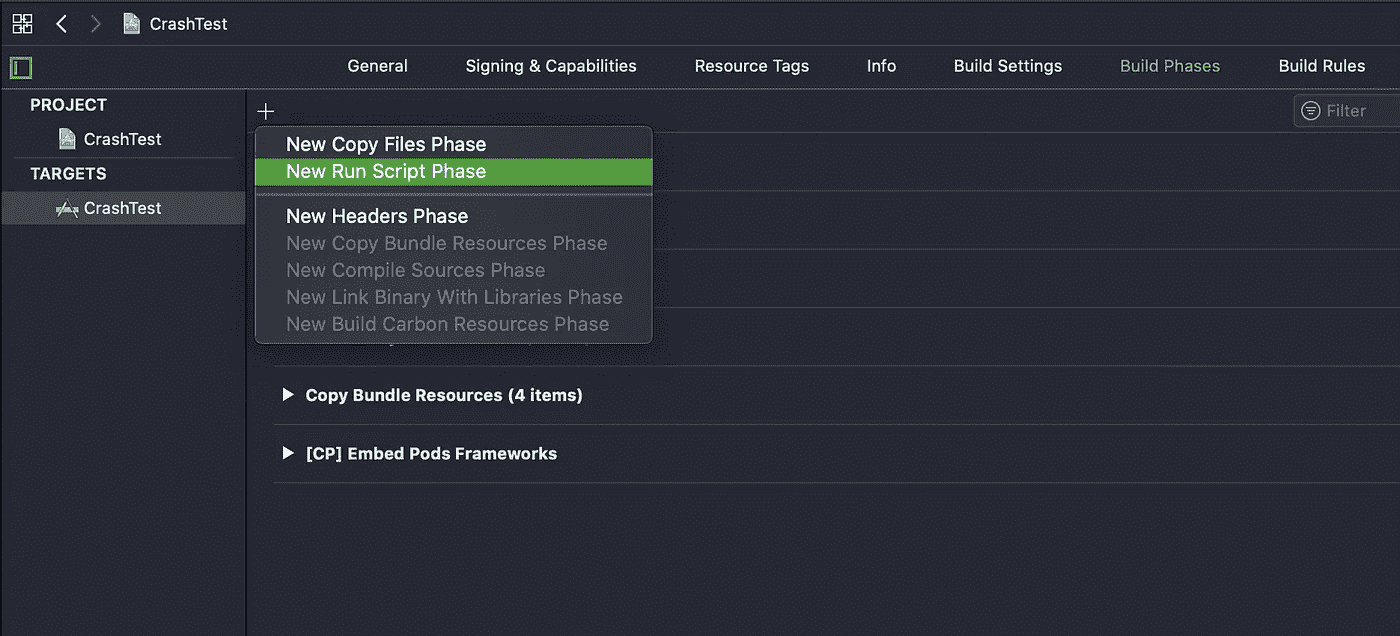 CrashTest
General Signing & Capabilities Resource Tags Info Build Settings Build Phases Build Rules
PROJECT
CrashTest
TARGETS
CrashTest
Filter
New Copy Files Phase
New Run Script Phase
New Headers Phase
New Copy Bundle Resources Phase
New Compile Sources Phase
New Link Binary With Libraries Phase
New Build Carbon Resources Phase
Copy Bundle Resources (4 items)
[CP] Embed Pods Frameworks